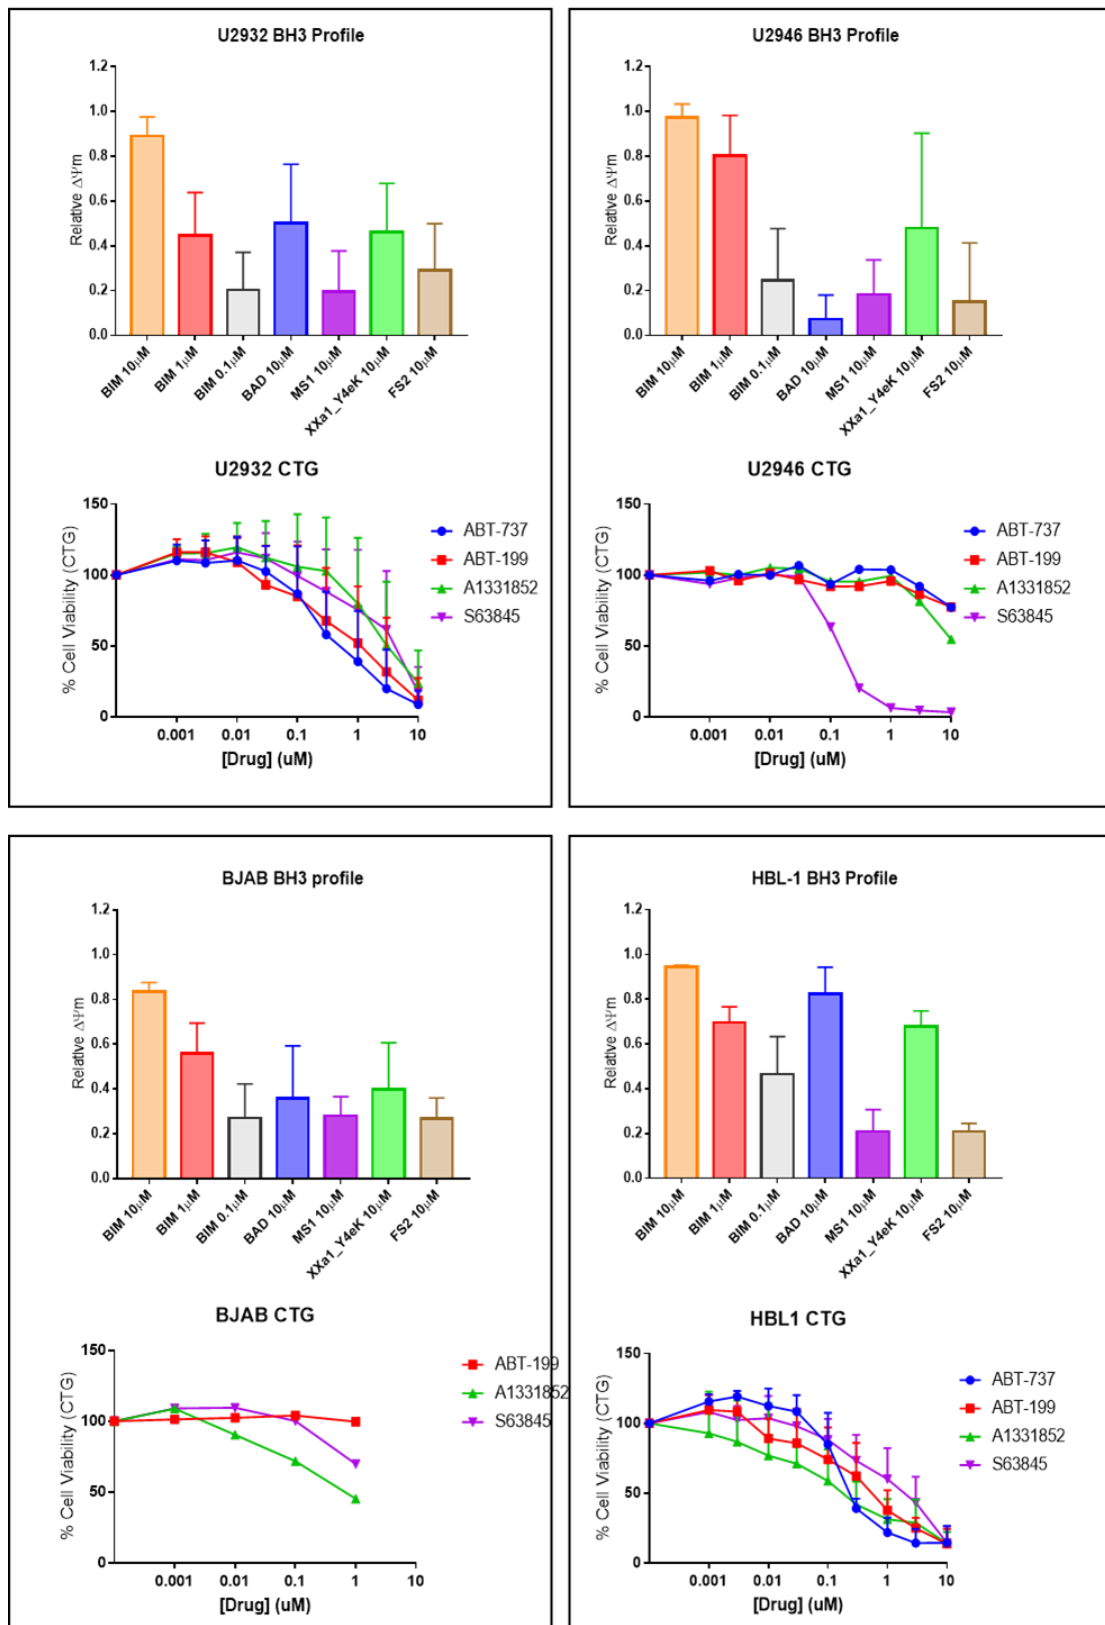 U2932 BH3 Profile
Relative ΔΨm
1.2
1.0
0.8
0.6
0.4
0.2
0.0
BIM 10μM
BIM 1μM
BIM 0.1μM
BAD 10μM
MS1 10μM
XXa1_Y4eK 10μM
FS2 10μM
U2932 CTG
% Cell Viability (CTG)
150
100
50
0
0.001 0.01 0.1 1 10
[Drug] (uM)
ABT-737
ABT-199
A1331852
S63845
U2946 BH3 Profile
Relative ΔΨm
1.2
1.0
0.8
0.6
0.4
0.2
0.0
BIM 10μM
BIM 1μM
BIM 0.1μM
BAD 10μM
MS1 10μM
XXa1_Y4eK 10μM
FS2 10μM
U2946 CTG
% Cell Viability (CTG)
150
100
50
0
0.001 0.01 0.1 1 10
[Drug] (uM)
ABT-737
ABT-199
A1331852
S63845
BJAB BH3 profile
Relative ΔΨm
1.2
1.0
0.8
0.6
0.4
0.2
0.0
BIM 10μM
BIM 1μM
BIM 0.1μM
BAD 10μM
MS1 10μM
XXa1_Y4eK 10μM
FS2 10μM
BJAB CTG
% Cell Viability (CTG)
150
100
50
0
0.001 0.01 0.1 1 10
[Drug] (uM)
ABT-199
A1331852
S63845
HBL-1 BH3 Profile
Relative ΔΨm
1.2
1.0
0.8
0.6
0.4
0.2
0.0
BIM 10μM
BIM 1μM
BIM 0.1μM
BAD 10μM
MS1 10μM
XXa1_Y4eK 10μM
FS2 10μM
HBL1 CTG
% Cell Viability (CTG)
150
100
50
0
0.001 0.01 0.1 1 10
[Drug] (uM)
ABT-737
ABT-199
A1331852
S63845